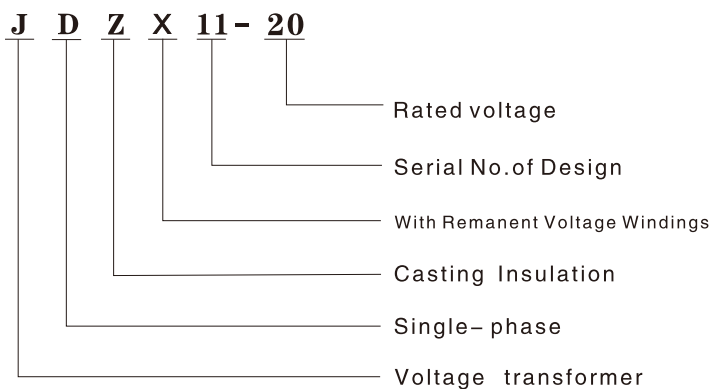 J D Z X 11-20
Rated voltage
Serial No.of Design
With Remanent Voltage Windings
Casting Insulation
Single-phase
Voltage transformer